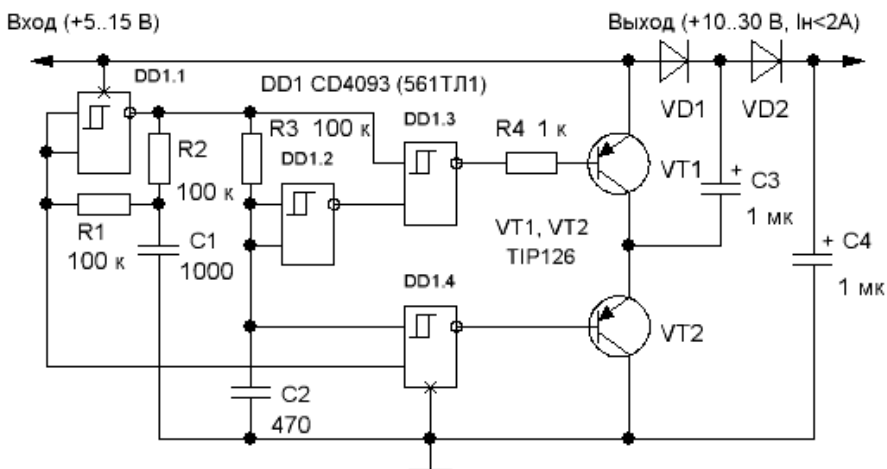 Вход (+5..15 В)
Выход (+10..30 В, Iн<2А)
DD1.1
DD1 CD4093 (561ТЛ1)
VD1
VD2
R3 100 к
DD1.3
R4 1 к
R2
100 к
DD1.2
VT1
C3
1 мк
R1
100 к
C1
1000
VT1, VT2
TIP126
C4
1 мк
DD1.4
VT2
C2
470